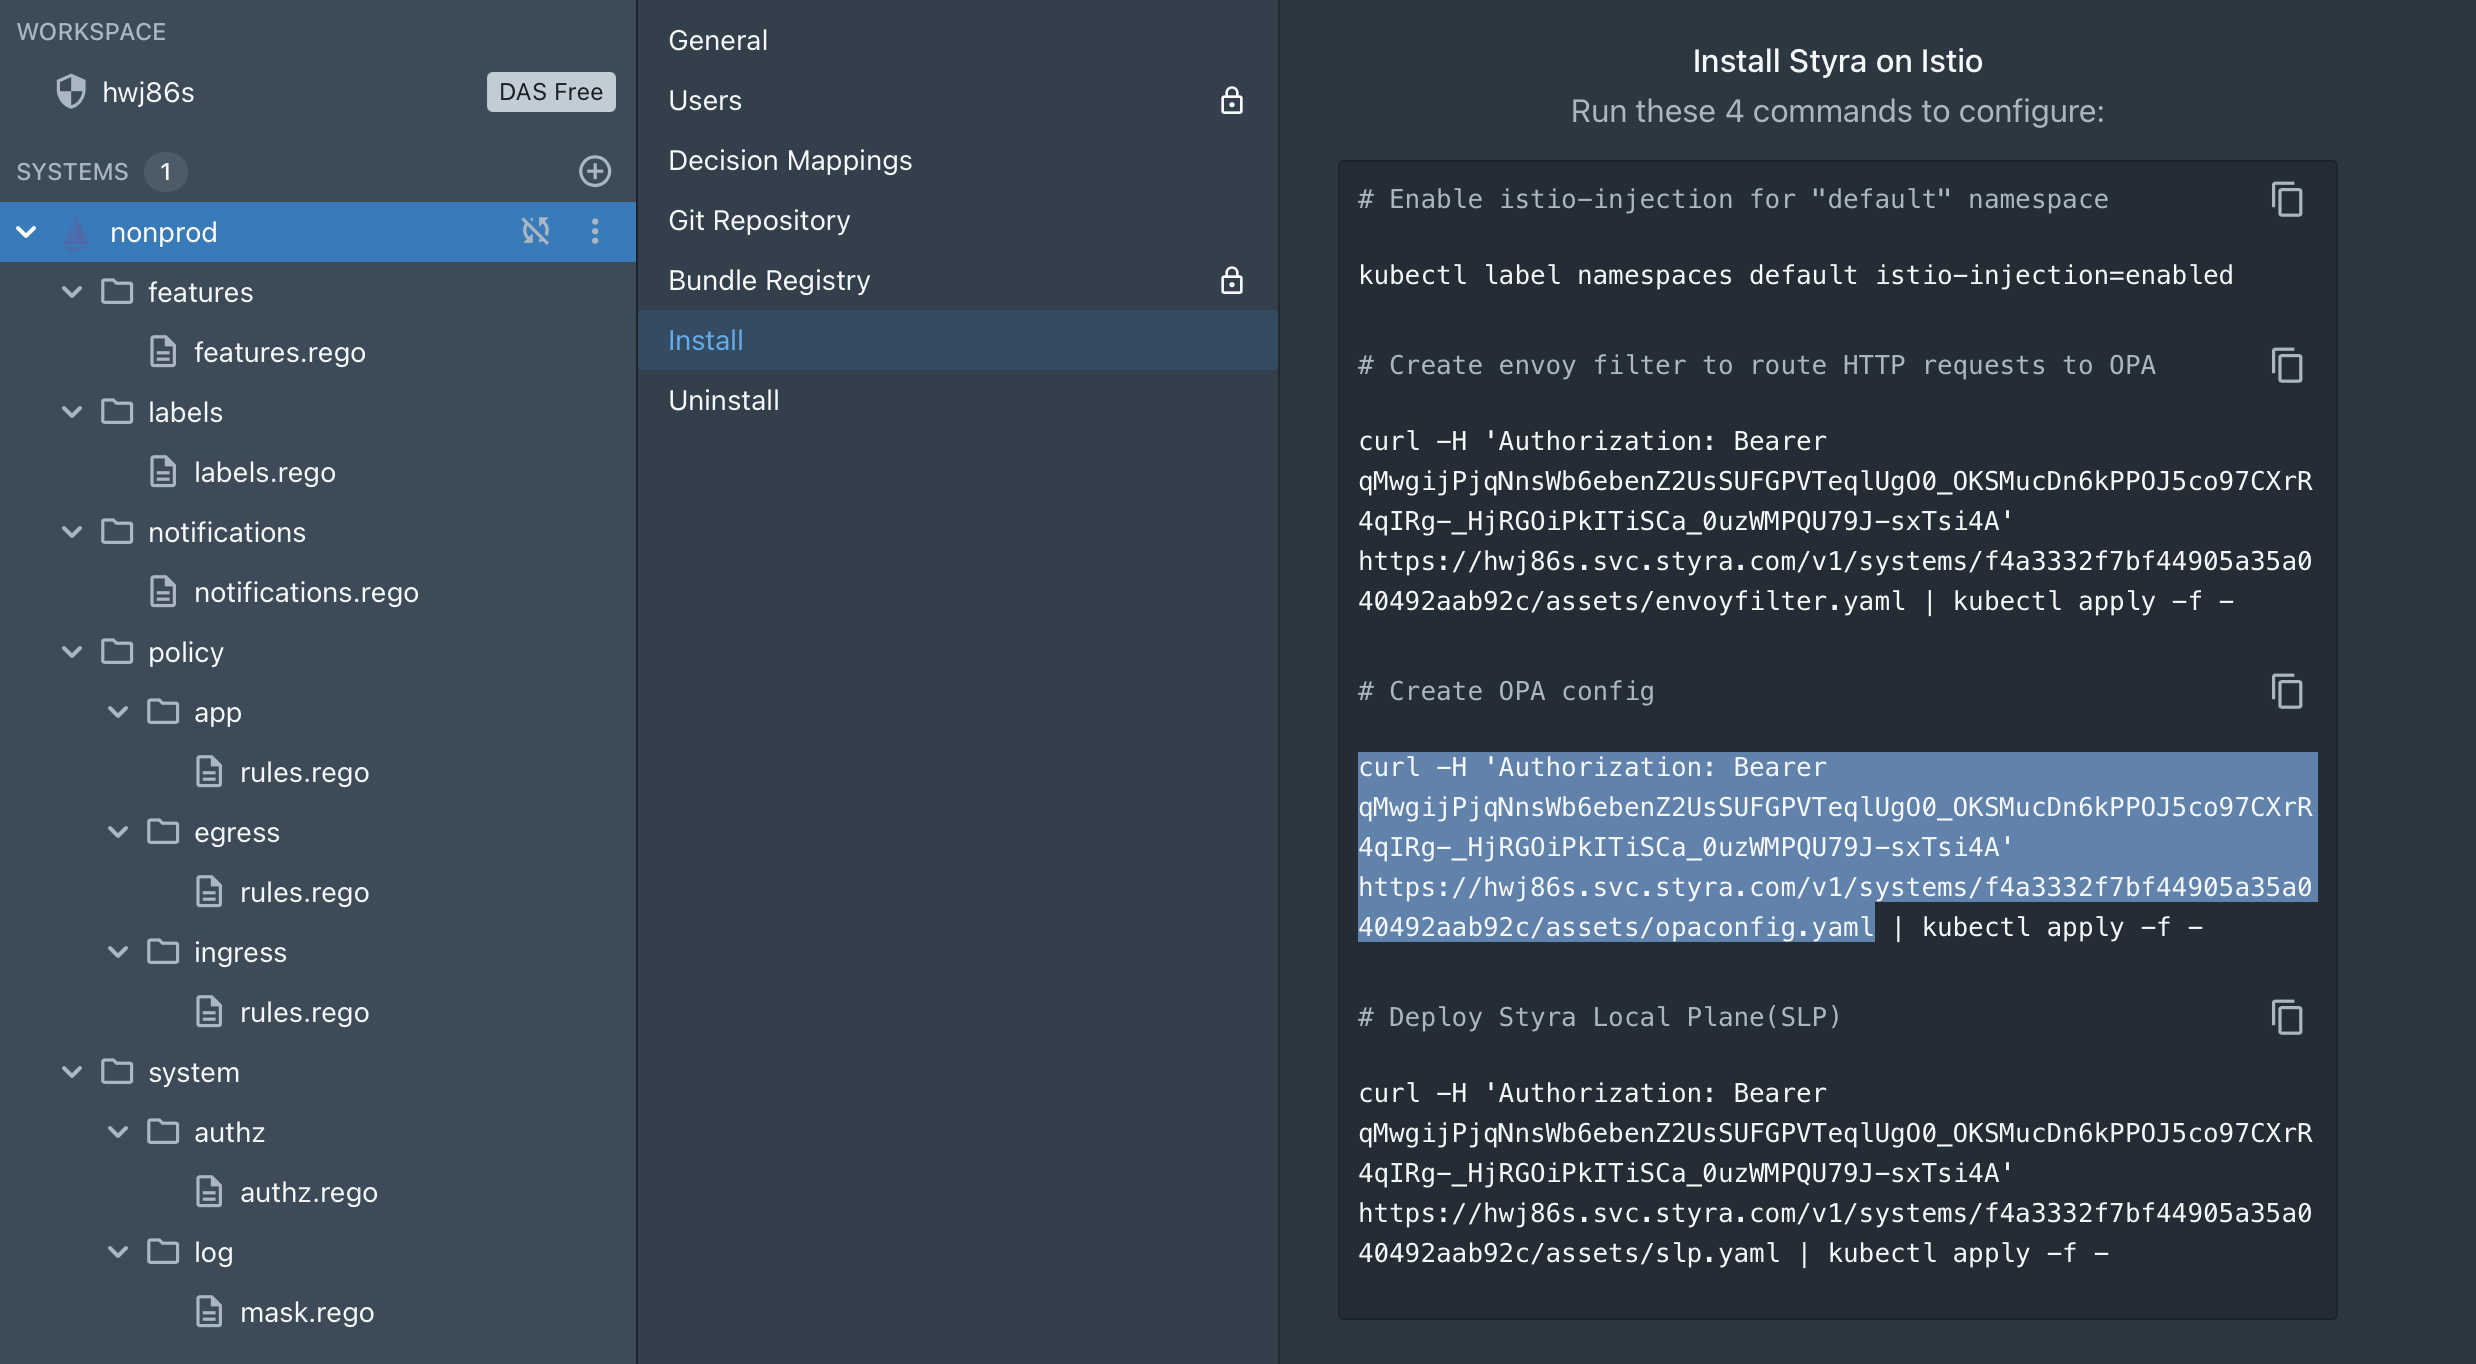 WORKSPACE
hwj86s
DAS Free
SYSTEMS 1
nonprod
features
features.rego
labels
labels.rego
notifications
notifications.rego
policy
app
rules.rego
egress
rules.rego
ingress
rules.rego
system
authz
authz.rego
log
mask.rego
General
Users
Decision Mappings
Git Repository
Bundle Registry
Install
Uninstall
Install Styra on Istio
Run these 4 commands to configure:
# Enable istio-injection for "default" namespace
kubectl label namespaces default istio-injection=enabled
# Create envoy filter to route HTTP requests to OPA
curl -H 'Authorization: Bearer
qMwgijPjqNnsWb6ebenZ2UsSUFGPVTeqlUgO0_OKSMucDn6kPPOJ5co97CXrR
4qIRg-_HjRGOiPkITiSCa_0uzWMPQU79J-sxTsi4A'
https://hwj86s.svc.styra.com/v1/systems/f4a3332f7bf44905a35a0
40492aab92c/assets/envoyfilter.yaml | kubectl apply -f -
# Create OPA config
curl -H 'Authorization: Bearer
qMwgijPjqNnsWb6ebenZ2UsSUFGPVTeqlUgO0_OKSMucDn6kPPOJ5co97CXrR
4qIRg-_HjRGOiPkITiSCa_0uzWMPQU79J-sxTsi4A'
https://hwj86s.svc.styra.com/v1/systems/f4a3332f7bf44905a35a0
40492aab92c/assets/opaconfig.yaml | kubectl apply -f -
# Deploy Styra Local Plane(SLP)
curl -H 'Authorization: Bearer
qMwgijPjqNnsWb6ebenZ2UsSUFGPVTeqlUgO0_OKSMucDn6kPPOJ5co97CXrR
4qIRg-_HjRGOiPkITiSCa_0uzWMPQU79J-sxTsi4A'
https://hwj86s.svc.styra.com/v1/systems/f4a3332f7bf44905a35a0
40492aab92c/assets/slp.yaml | kubectl apply -f -